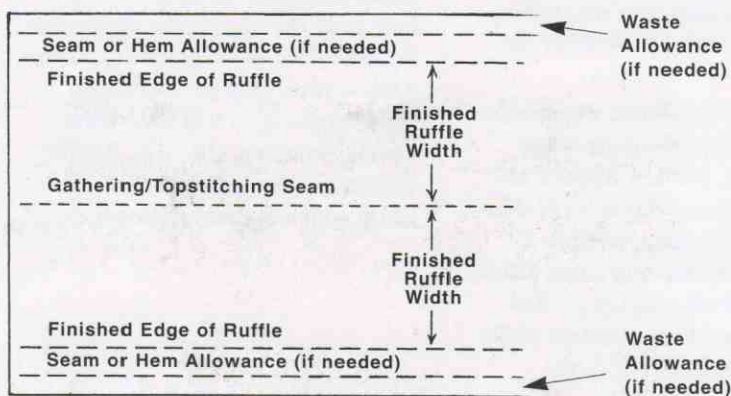 Waste
Allowance
(if needed)
Seam or Hem Allowance (if needed)
Finished Edge of Ruffle
Finished
Ruffle
Width
Gathering/Topstitching Seam
Finished
Ruffle
Width
Finished Edge of Ruffle
Seam or Hem Allowance (if needed)
Waste
Allowance
(if needed)